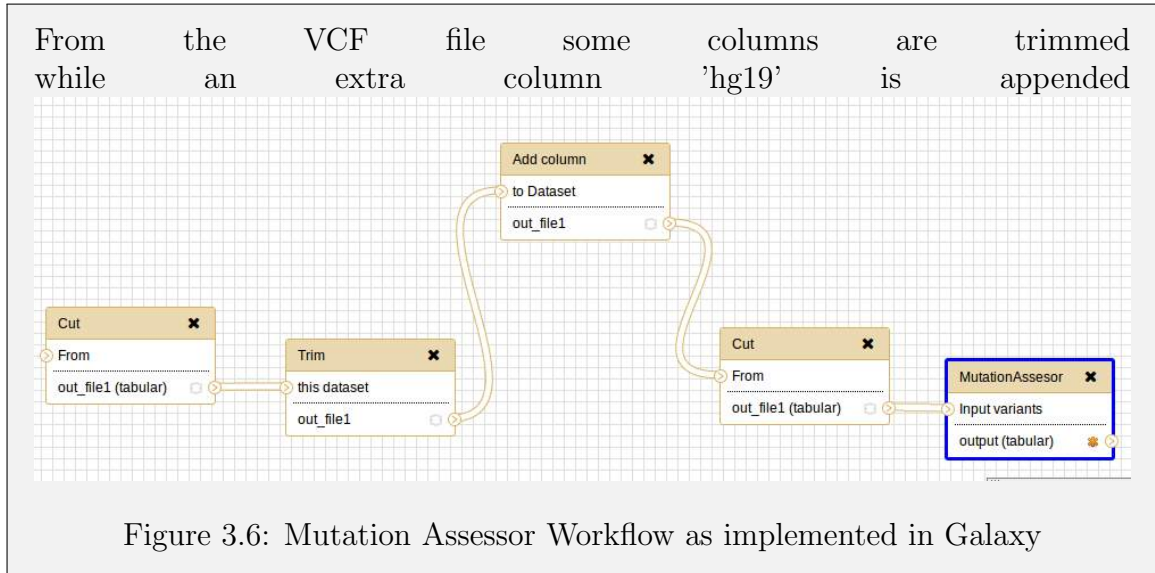 From the VCF file some columns are trimmed
while an extra column 'hg19' is appended
Add column
to Dataset
out_file1
Cut
From
out_file1 (tabular)
Trim
this dataset
out_file1
Cut
From
out_file1 (tabular)
MutationAssesor
Input variants
output (tabular)
Figure 3.6: Mutation Assessor Workflow as implemented in Galaxy